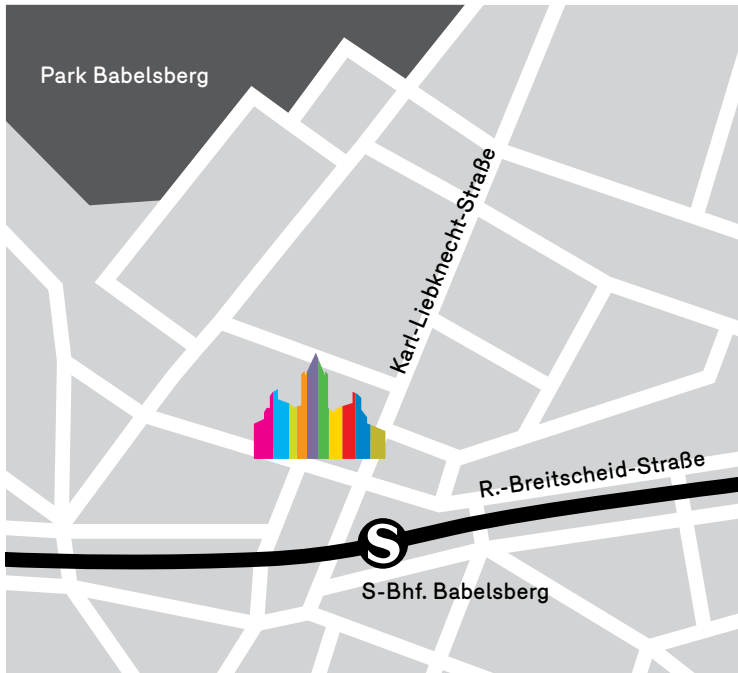 Park Babelsberg
Karl-Liebknecht-Straße
R.-Breitscheid-Straße
S
S-Bhf. Babelsberg